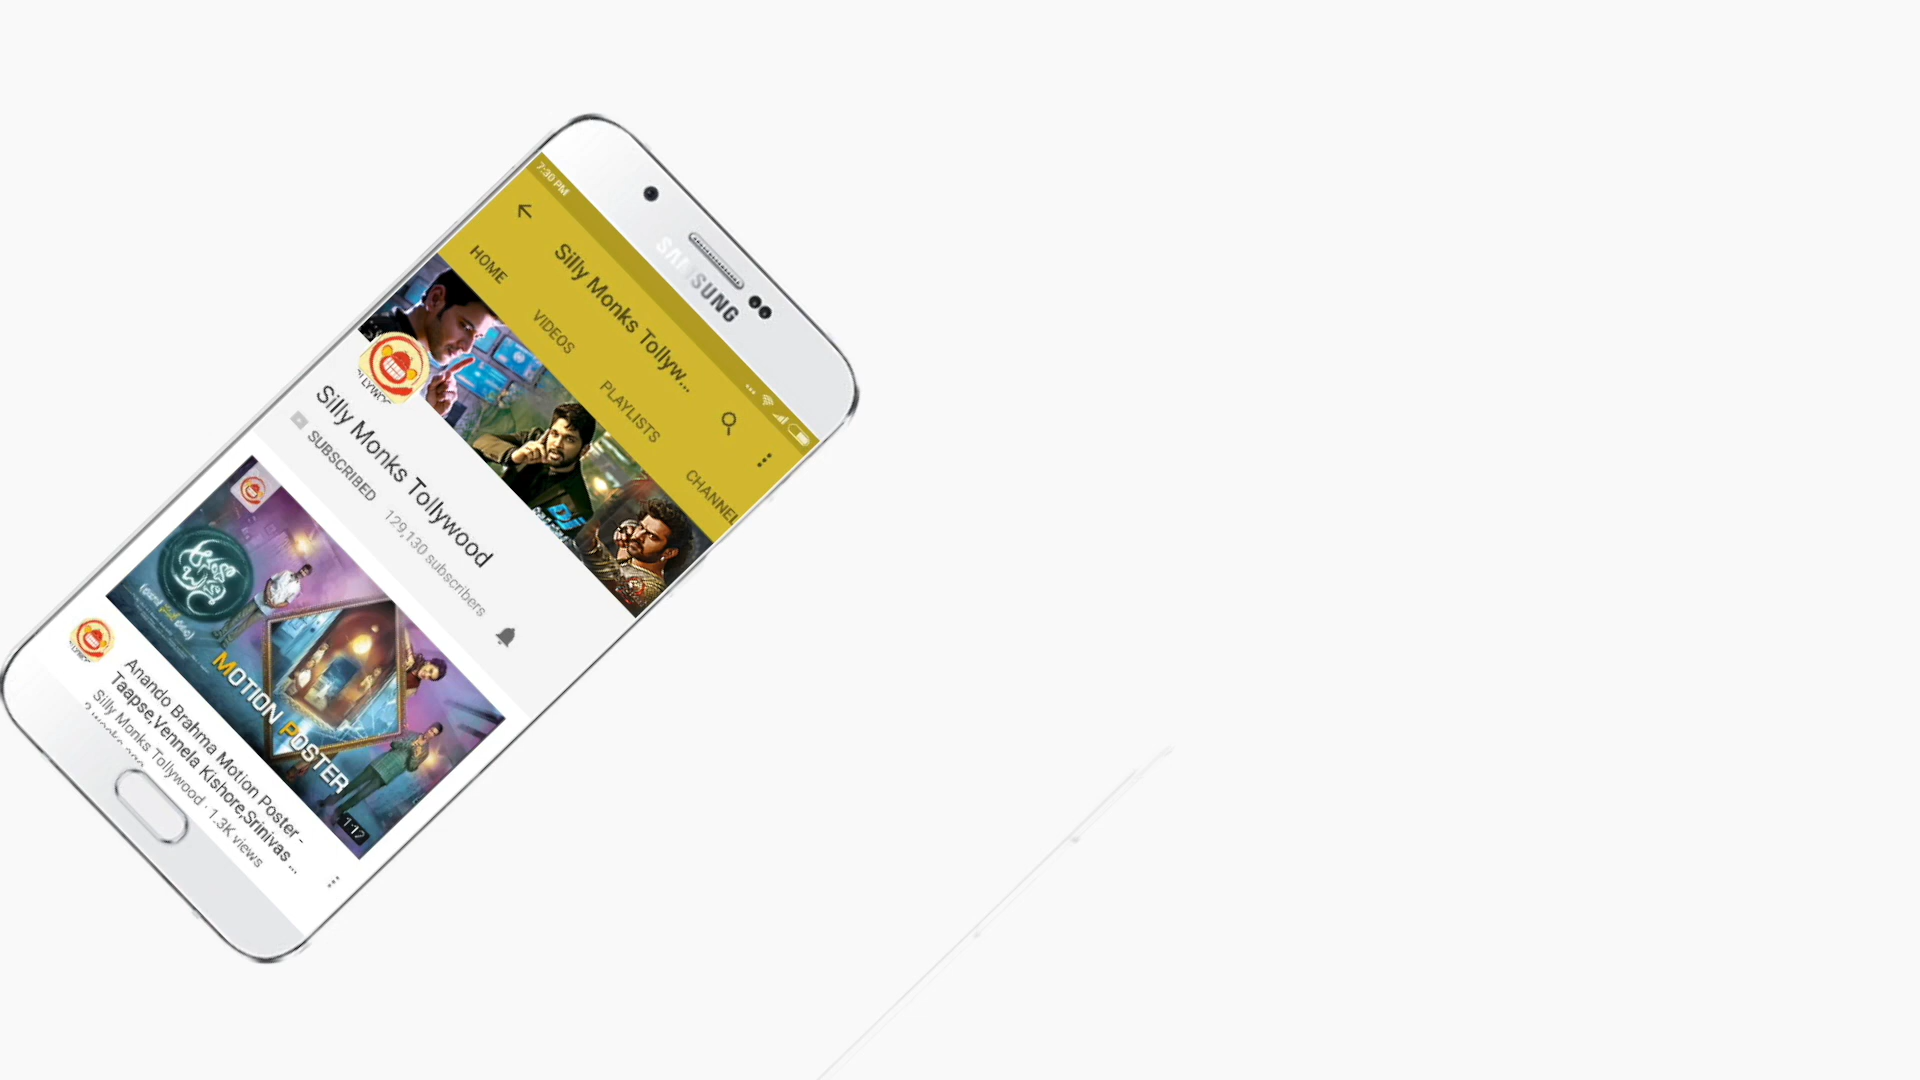 SAMSUNG
7:30 PM
Silly Monks Tollyw...
HOME
VIDEOS
PLAYLISTS
CHANNEL
DJ
Silly Monks Tollywood
SUBSCRIBED
129,130 subscribers
MOTION POSTER
1:12
Anando Brahma Motion Poster -
Taapse,Vennela Kishore,Srinivas ...
Silly Monks Tollywood · 1.3K views